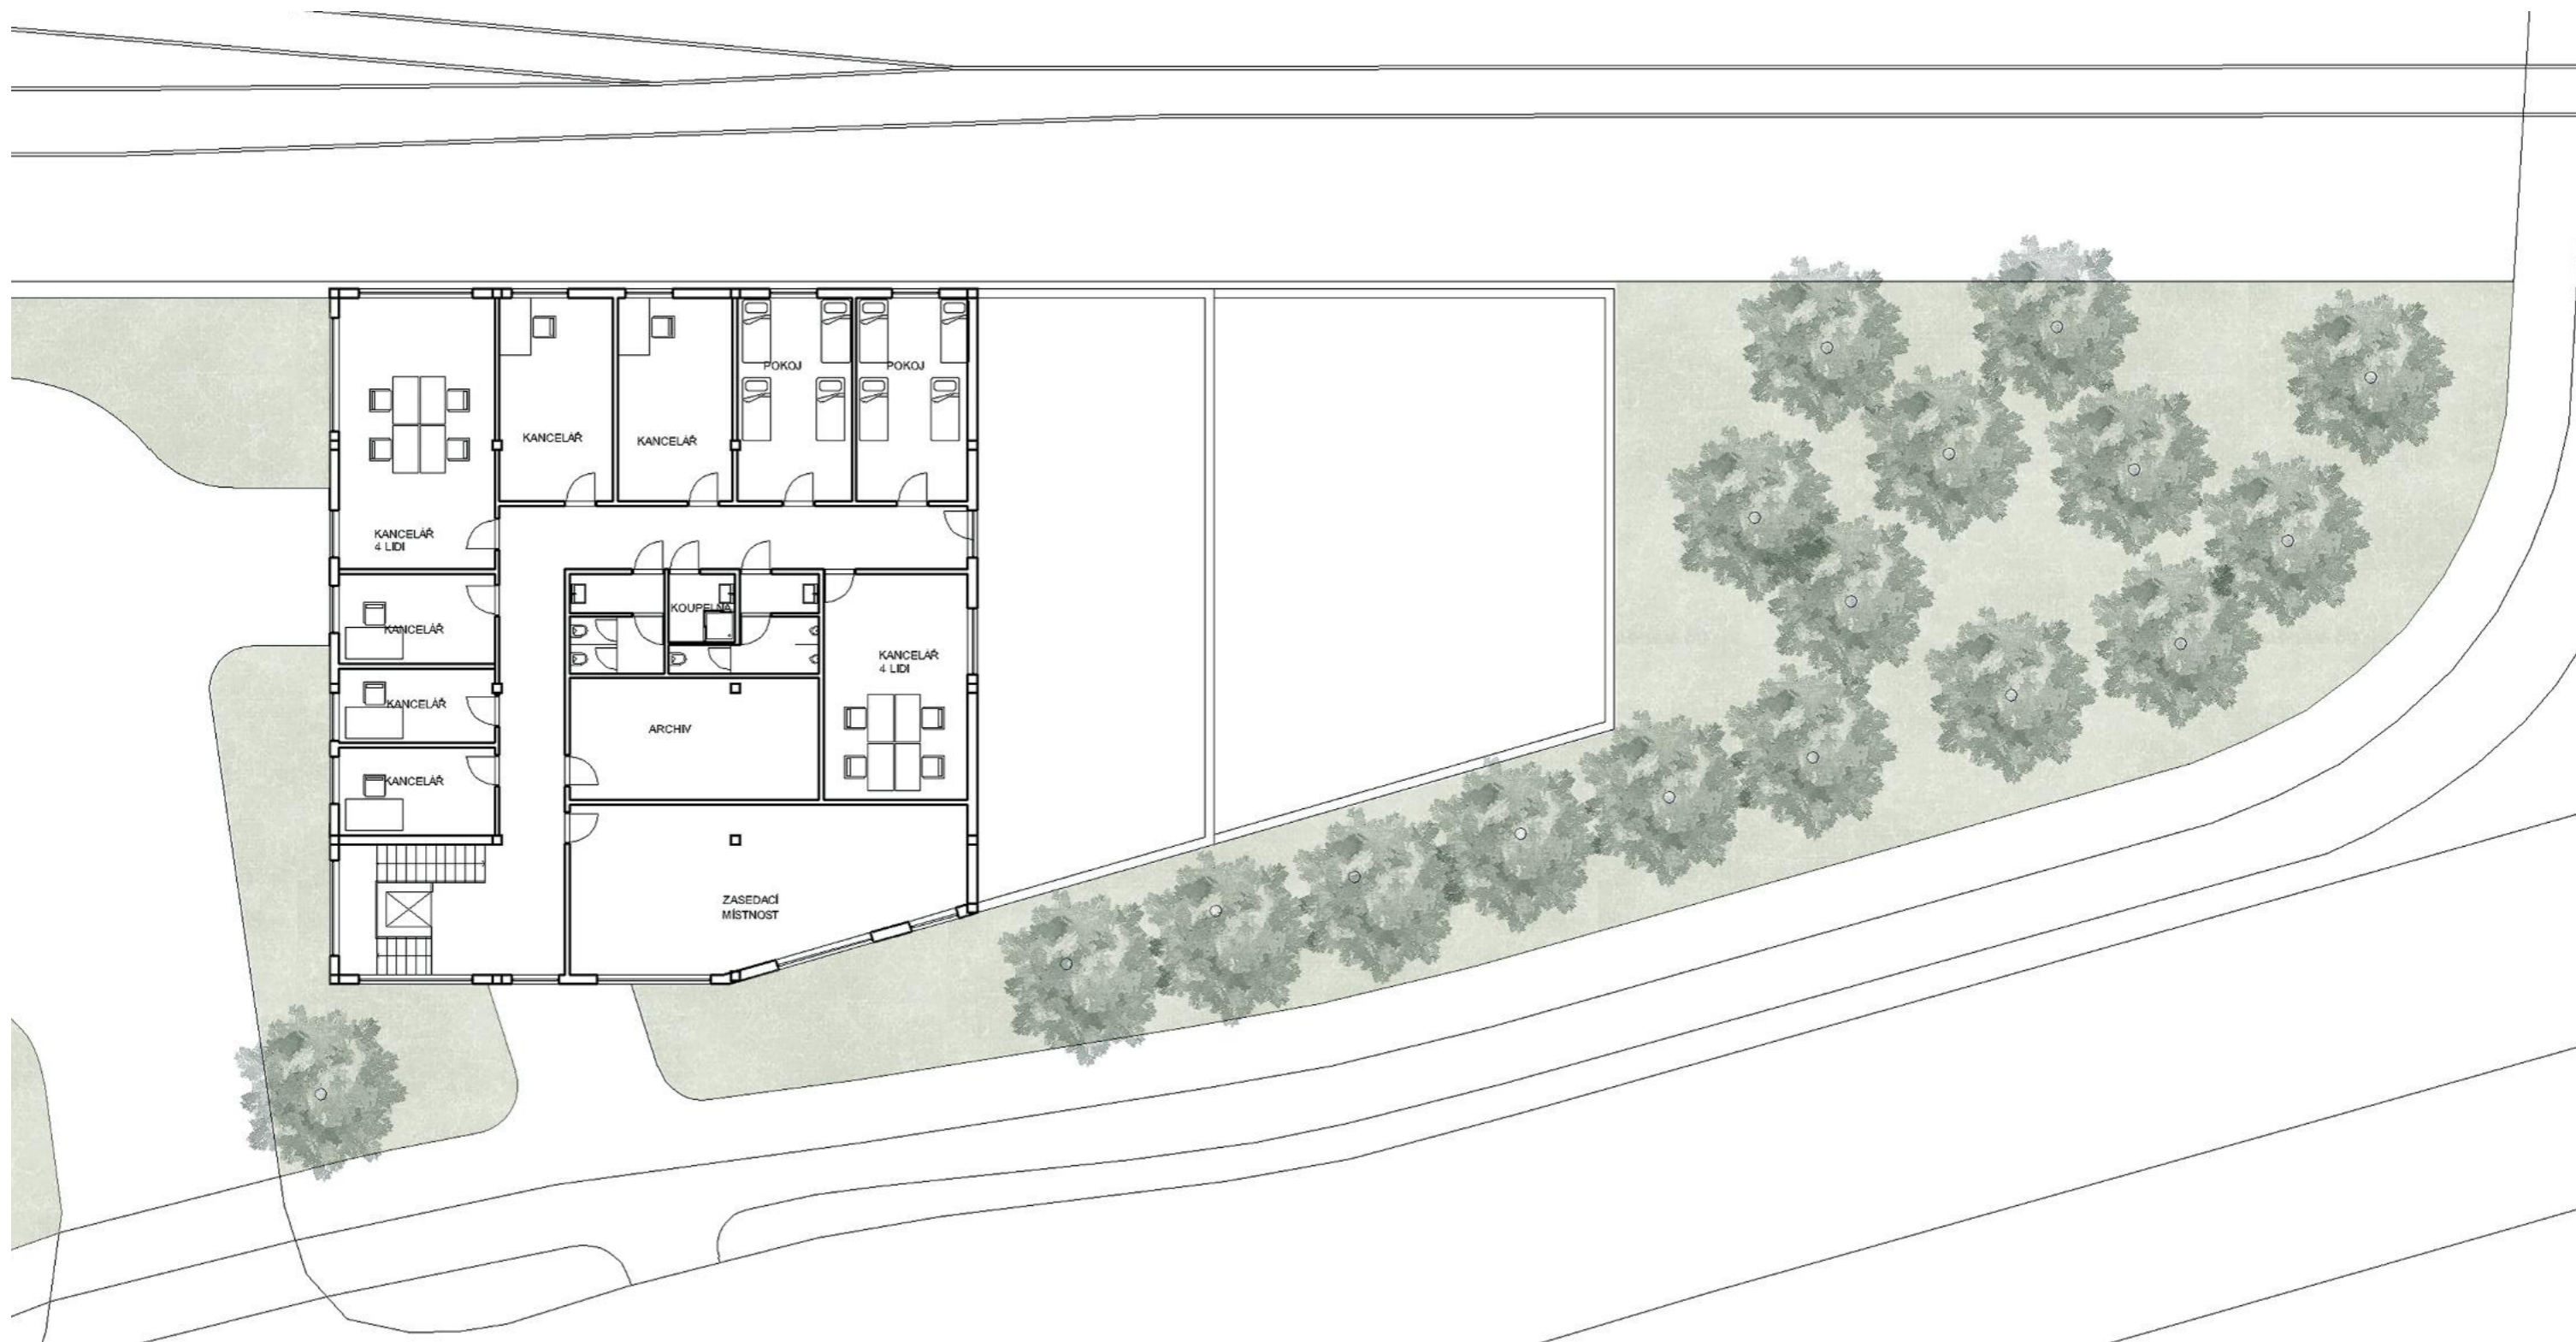 POKOJ
POKOJ
KANCELÁŘ
KANCELÁŘ
KANCELÁŘ
4 LIDI
KOUPELNA
KANCELÁŘ
KANCELÁŘ
4 LIDI
KANCELÁŘ
ARCHIV
KANCELÁŘ
ZASEDACÍ
MÍSTNOST